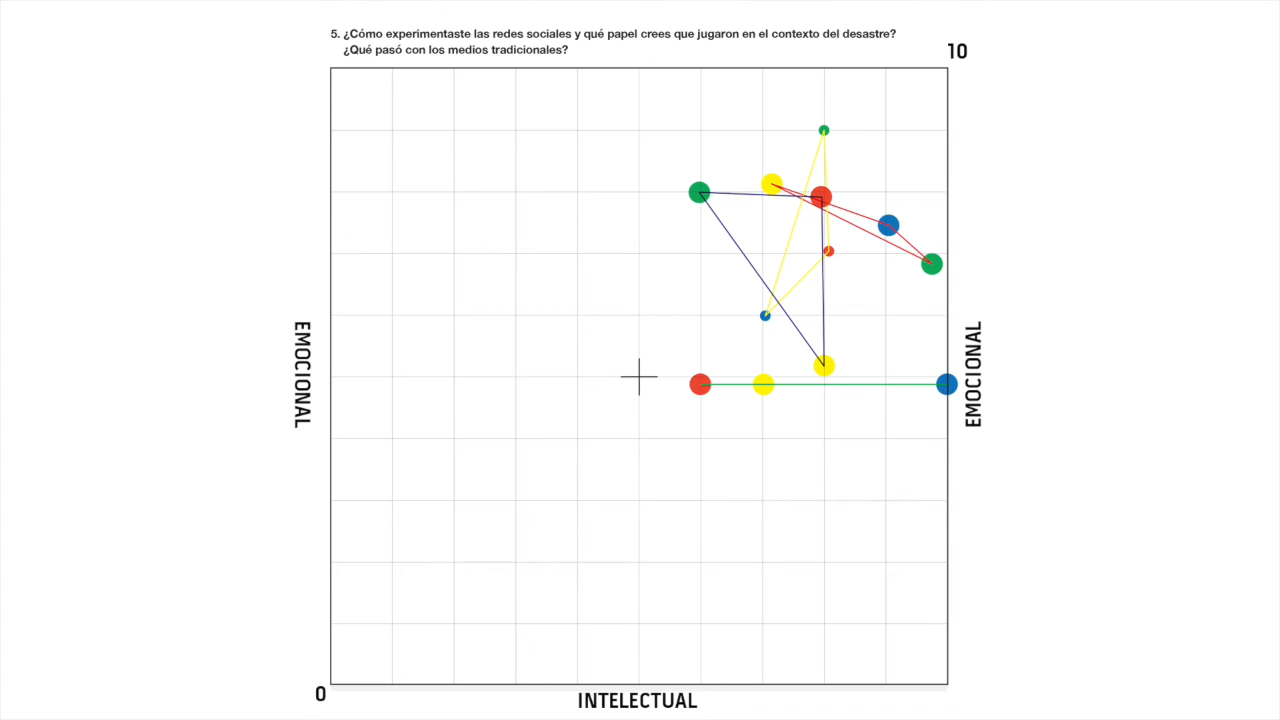 5. ¿Cómo experimentaste las redes sociales y qué papel crees que jugaron en el contexto del desastre?
¿Qué pasó con los medios tradicionales?
10
EMOCIONAL
EMOCIONAL
0
INTELECTUAL